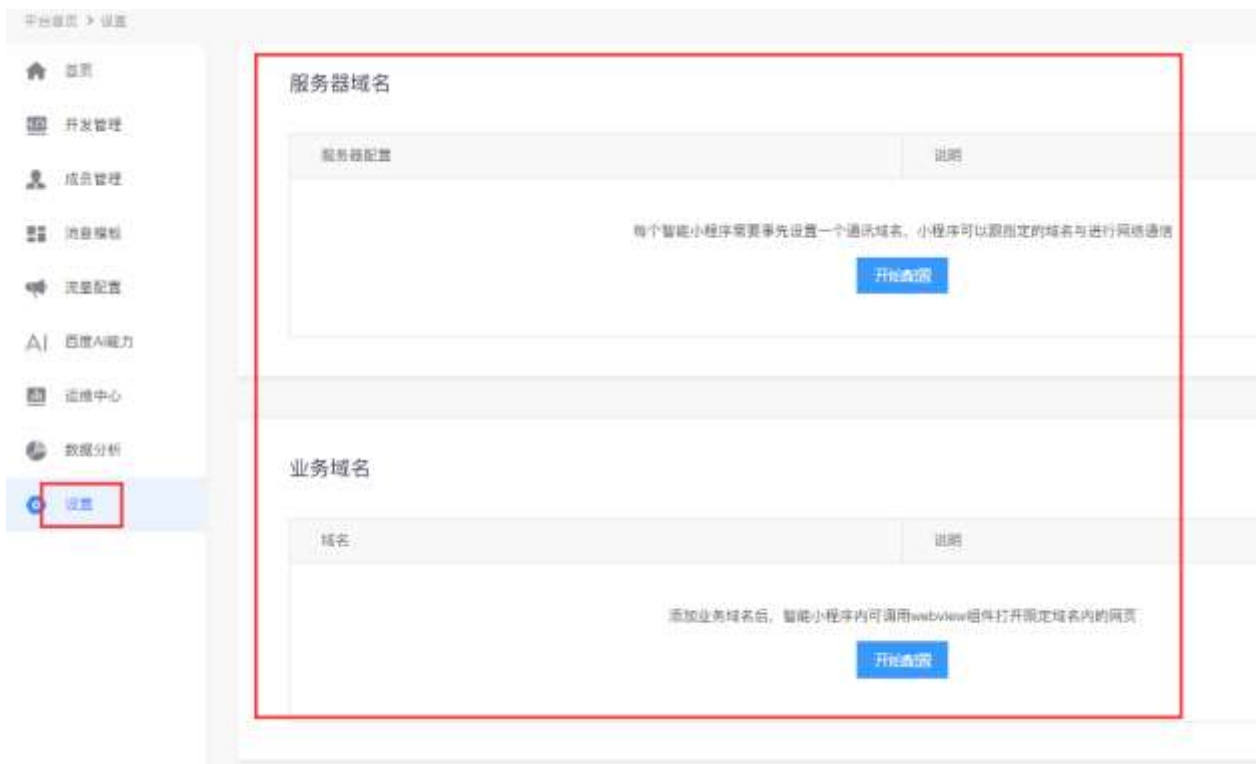 平台首页 > 设置
首页
开发管理
成员管理
消息模板
流量配置
AI 百度AI能力
运维中心
数据分析
设置
服务器域名
服务器配置 说明
每个智能小程序需要事先设置一个通讯域名，小程序可以跟指定的域名与进行网络通信
开始配置
业务域名
域名 说明
添加业务域名后，智能小程序内可调用webview组件打开限定域名内的网页
开始配置